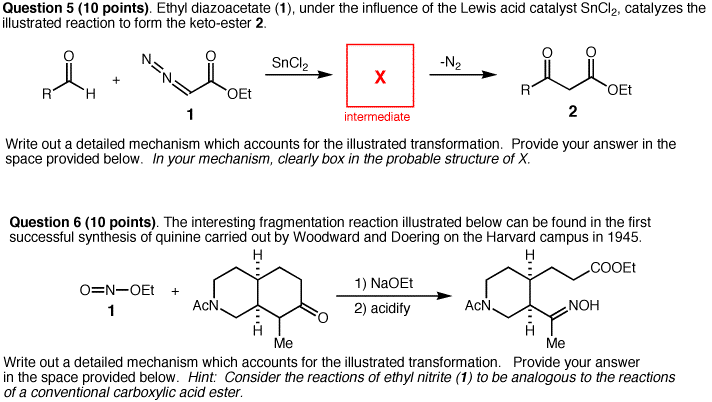 Question 5 (10 points). Ethyl diazoacetate (1), under the influence of the Lewis acid catalyst SnCl2, catalyzes the
illustrated reaction to form the keto-ester 2.
O
R H
+
N
N
O
OEt
1
SnCl2
X
intermediate
-N2
O O
R OEt
2
Write out a detailed mechanism which accounts for the illustrated transformation. Provide your answer in the
space provided below. In your mechanism, clearly box in the probable structure of X.
Question 6 (10 points). The interesting fragmentation reaction illustrated below can be found in the first
successful synthesis of quinine carried out by Woodward and Doering on the Harvard campus in 1945.
O=N–OEt
1
+
H
AcN
O
H
Me
1) NaOEt
2) acidify
H
COOEt
AcN
NOH
H
Me
Write out a detailed mechanism which accounts for the illustrated transformation. Provide your answer
in the space provided below. Hint: Consider the reactions of ethyl nitrite (1) to be analogous to the reactions
of a conventional carboxylic acid ester.